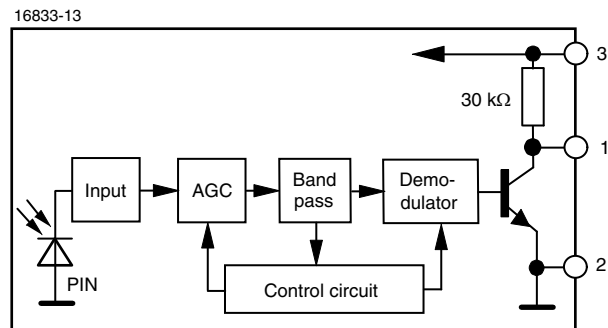 16833-13
3
30 kΩ
1
Input
AGC
Band
pass
Demo-
dulator
2
PIN
Control circuit